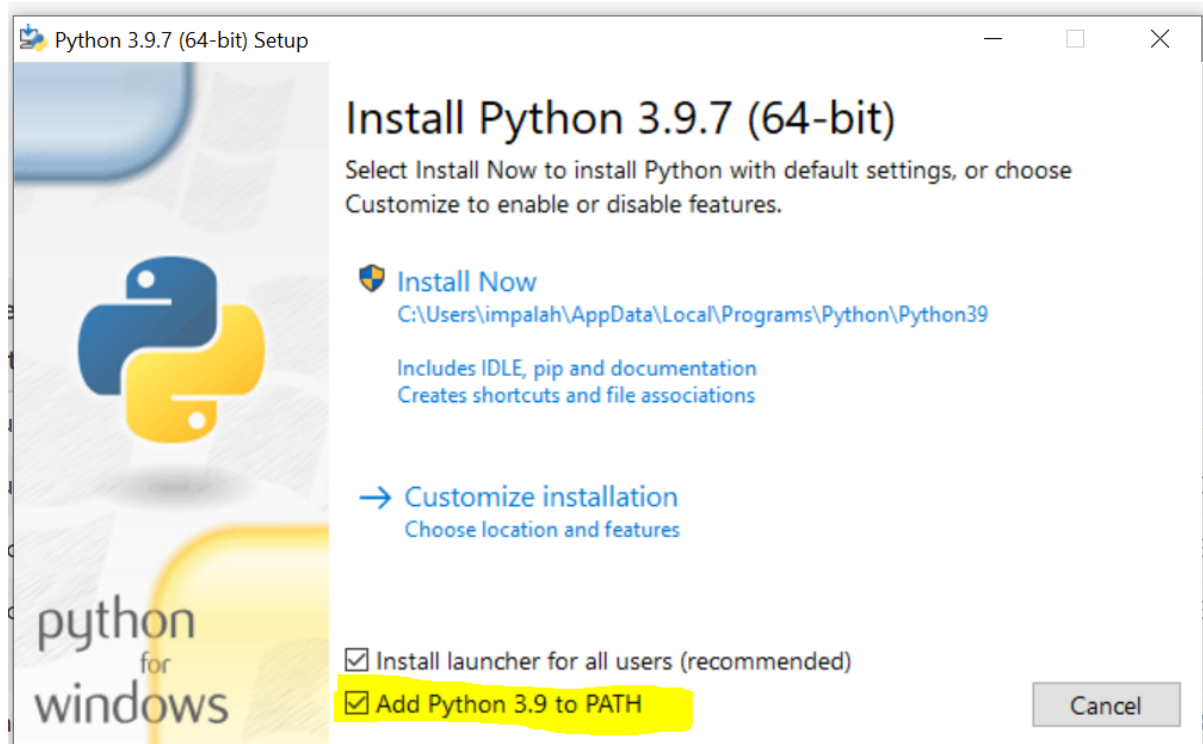 Python 3.9.7 (64-bit) Setup
Install Python 3.9.7 (64-bit)
Select Install Now to install Python with default settings, or choose
Customize to enable or disable features.
Install Now
C:\Users\impalah\AppData\Local\Programs\Python\Python39
Includes IDLE, pip and documentation
Creates shortcuts and file associations
Customize installation
Choose location and features
python
for
windows
Install launcher for all users (recommended)
Add Python 3.9 to PATH
Cancel